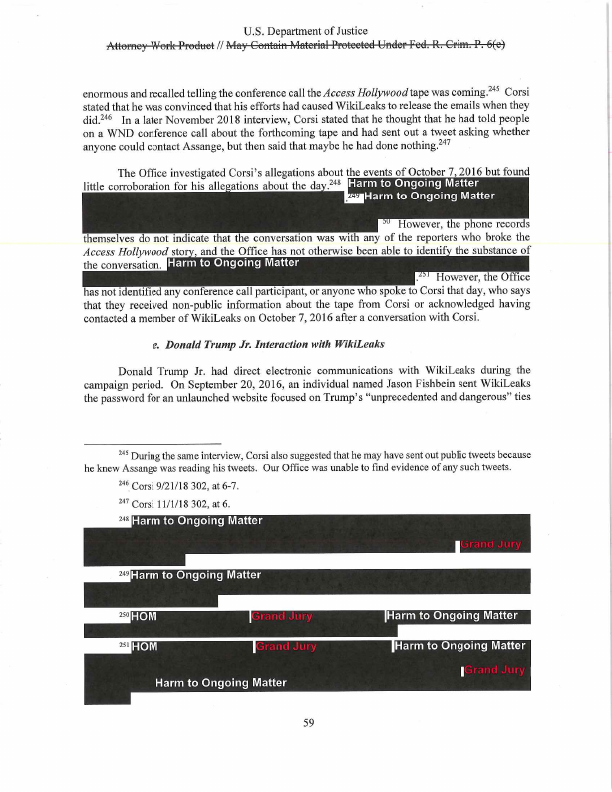 U.S. Department of Justice
Attorney Work Product // May Contain Material Protected Under Fed. R. Crim. P. 6(e)
enormous and recalled telling the conference call the Access Hollywood tape was coming.245 Corsi
stated that he was convinced that his efforts had caused WikiLeaks to release the emails when they
did.246 In a later November 2018 interview, Corsi stated that he thought that he had told people
on a WND conference call about the forthcoming tape and had sent out a tweet asking whether
anyone could contact Assange, but then said that maybe he had done nothing.247
The Office investigated Corsi's allegations about the events of October 7, 2016 but found
little corroboration for his allegations about the day.248 Harm to Ongoing Matter
.249 Harm to Ongoing Matter
50 However, the phone records
themselves do not indicate that the conversation was with any of the reporters who broke the
Access Hollywood story, and the Office has not otherwise been able to identify the substance of
the conversation. Harm to Ongoing Matter
.251 However, the Office
has not identified any conference call participant, or anyone who spoke to Corsi that day, who says
that they received non-public information about the tape from Corsi or acknowledged having
contacted a member of WikiLeaks on October 7, 2016 after a conversation with Corsi.
e. Donald Trump Jr. Interaction with WikiLeaks
Donald Trump Jr. had direct electronic communications with WikiLeaks during the
campaign period. On September 20, 2016, an individual named Jason Fishbein sent WikiLeaks
the password for an unlaunched website focused on Trump's "unprecedented and dangerous" ties
245 During the same interview, Corsi also suggested that he may have sent out public tweets because
he knew Assange was reading his tweets. Our Office was unable to find evidence of any such tweets.
246 Corsi 9/21/18 302, at 6-7.
247 Corsi 11/1/18 302, at 6.
248 Harm to Ongoing Matter
Grand Jury
249 Harm to Ongoing Matter
250 HOM Grand Jury Harm to Ongoing Matter
251 HOM Grand Jury Harm to Ongoing Matter
Grand Jury
Harm to Ongoing Matter
59